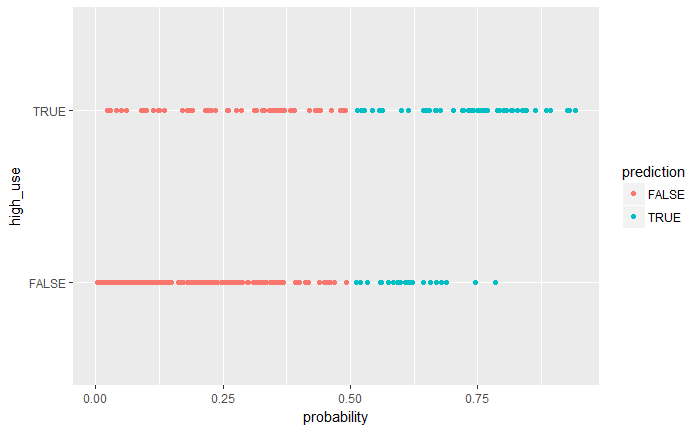 high_use
TRUE
FALSE
0.00 0.25 0.50 0.75
probability
prediction
FALSE
TRUE